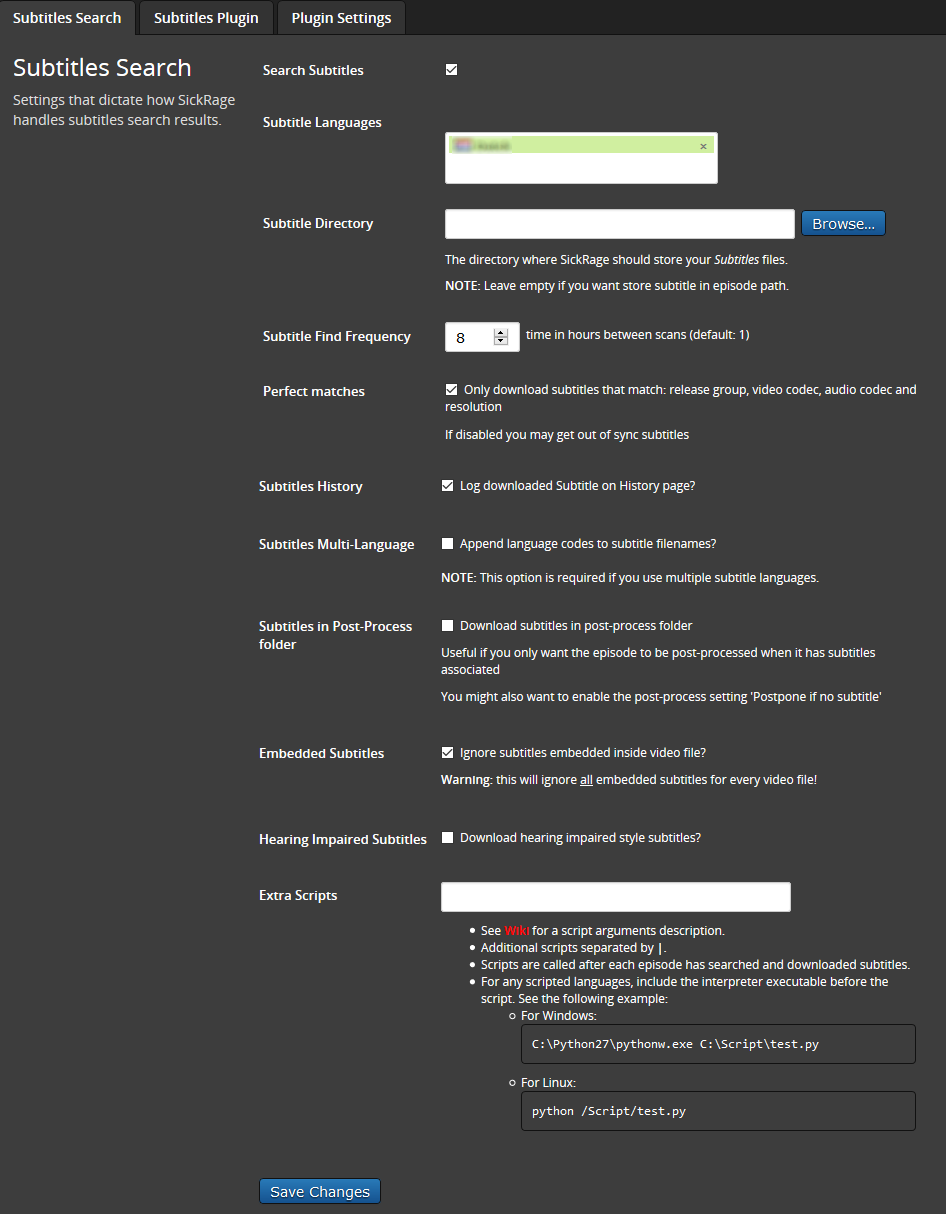 Subtitles Search
Subtitles Plugin
Plugin Settings
Subtitles Search
Settings that dictate how SickRage
handles subtitles search results.
Search Subtitles
Subtitle Languages
×
Subtitle Directory
Browse...
The directory where SickRage should store your Subtitles files.
NOTE: Leave empty if you want store subtitle in episode path.
Subtitle Find Frequency
8
time in hours between scans (default: 1)
Perfect matches
Only download subtitles that match: release group, video codec, audio codec and
resolution
If disabled you may get out of sync subtitles
Subtitles History
Log downloaded Subtitle on History page?
Subtitles Multi-Language
Append language codes to subtitle filenames?
NOTE: This option is required if you use multiple subtitle languages.
Subtitles in Post-Process
folder
Download subtitles in post-process folder
Useful if you only want the episode to be post-processed when it has subtitles
associated
You might also want to enable the post-process setting 'Postpone if no subtitle'
Embedded Subtitles
Ignore subtitles embedded inside video file?
Warning: this will ignore all embedded subtitles for every video file!
Hearing Impaired Subtitles
Download hearing impaired style subtitles?
Extra Scripts
• See Wiki for a script arguments description.
• Additional scripts separated by |.
• Scripts are called after each episode has searched and downloaded subtitles.
• For any scripted languages, include the interpreter executable before the
script. See the following example:
○ For Windows:
C:\Python27\pythonw.exe C:\Script\test.py
○ For Linux:
python /Script/test.py
Save Changes